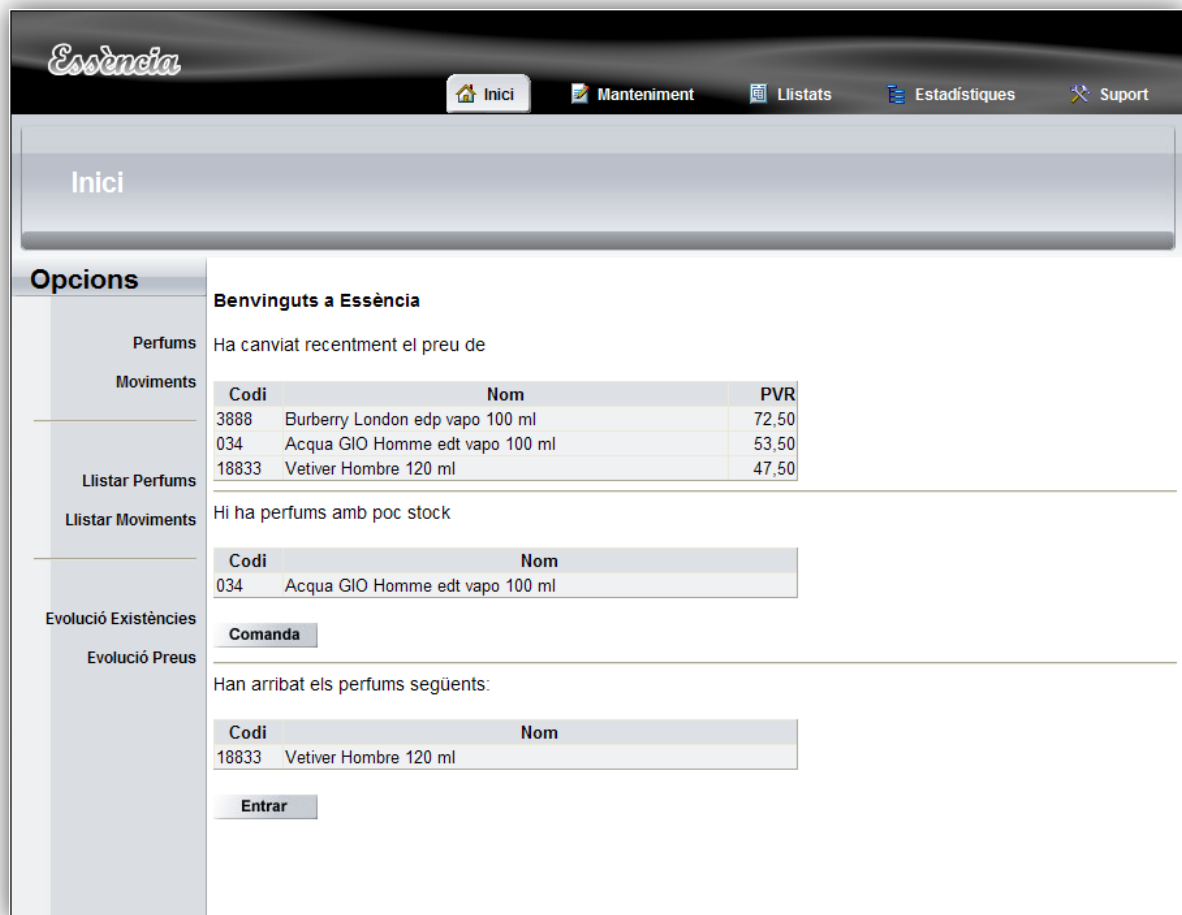 Essència
Inici Manteniment Llistats Estadístiques Suport
Inici
Opcions
Perfums
Moviments
Llistar Perfums
Llistar Moviments
Evolució Existències
Evolució Preus
Benvinguts a Essència
Ha canviat recentment el preu de
Codi Nom PVR
3888 Burberry London edp vapo 100 ml 72,50
034 Acqua GIO Homme edt vapo 100 ml 53,50
18833 Vetiver Hombre 120 ml 47,50
Hi ha perfums amb poc stock
Codi Nom
034 Acqua GIO Homme edt vapo 100 ml
Comanda
Han arribat els perfums següents:
Codi Nom
18833 Vetiver Hombre 120 ml
Entrar